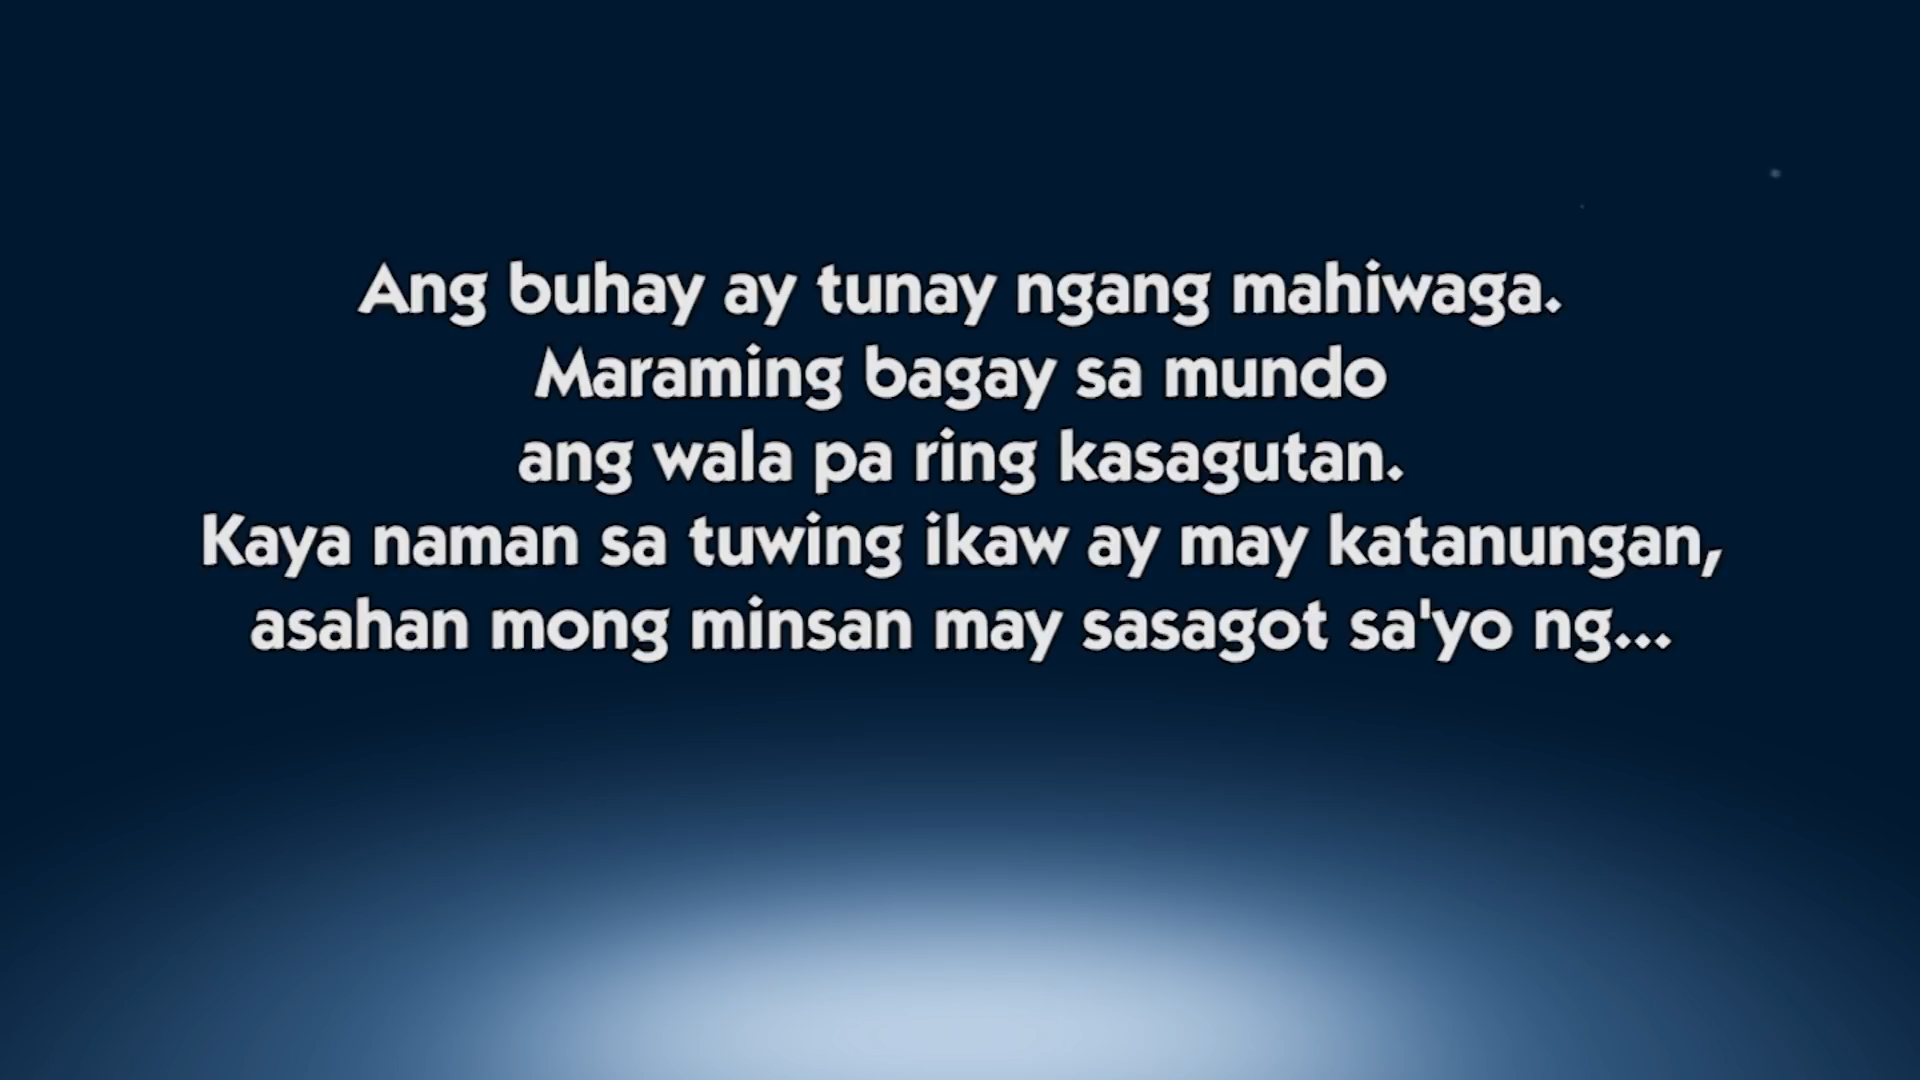 Ang buhay ay tunay ngang mahiwaga.
Maraming bagay sa mundo
ang wala pa ring kasagutan.
Kaya naman sa tuwing ikaw ay may katanungan,
asahan mong minsan may sasagot sa'yo ng...